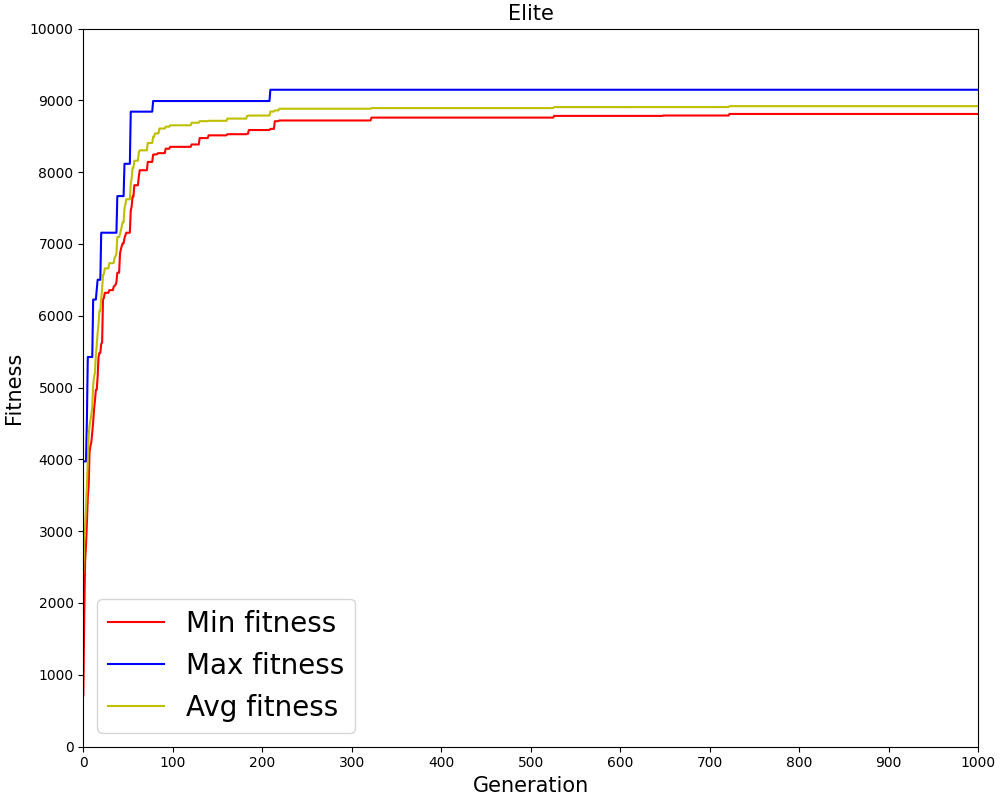 Elite
10000
9000
8000
7000
6000
5000
4000
3000
2000
1000
0
Fitness
Min fitness
Max fitness
Avg fitness
0 100 200 300 400 500 600 700 800 900 1000
Generation